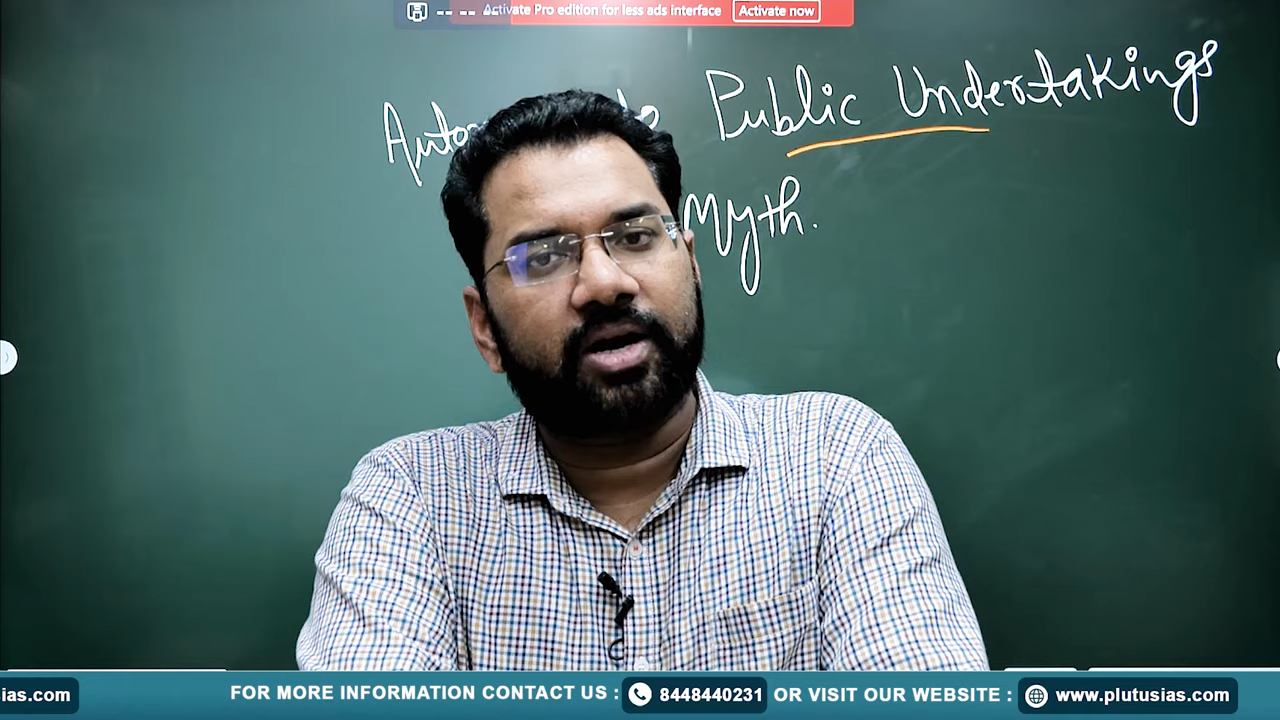 Activate Pro edition for less ads interface Activate now
Public Undertakings
Myth.
ias.com FOR MORE INFORMATION CONTACT US : 8448440231 OR VISIT OUR WEBSITE : www.plutusias.com